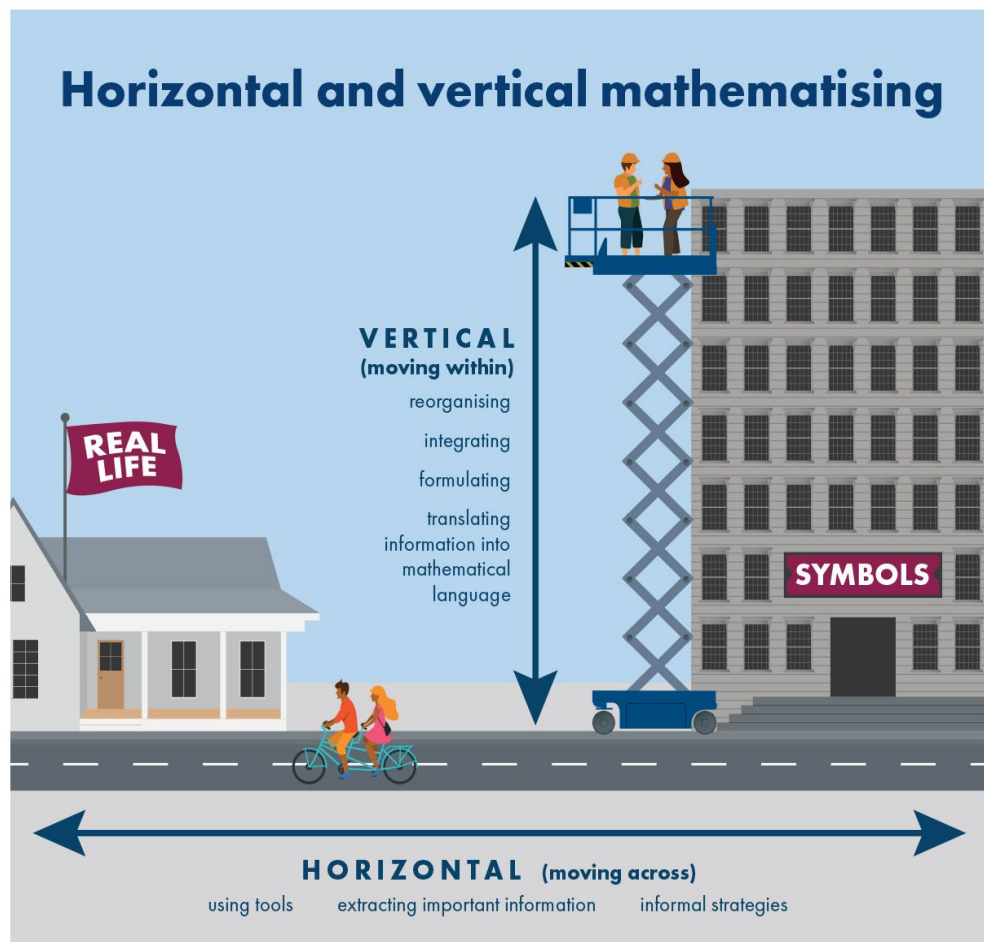 Horizontal and vertical mathematising
VERTICAL
(moving within)
reorganising
integrating
formulating
translating
information into
mathematical
language
REAL
LIFE
SYMBOLS
HORIZONTAL (moving across)
using tools extracting important information informal strategies